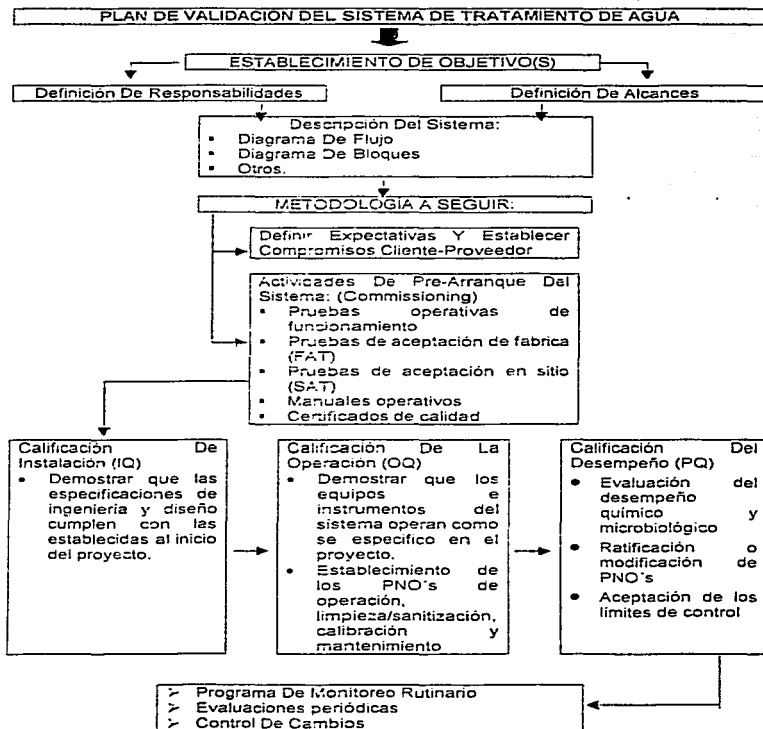 PLAN DE VALIDACIÓN DEL SISTEMA DE TRATAMIENTO DE AGUA
ESTABLECIMIENTO DE OBJETIVO(S)
Definición De Responsabilidades
Definición De Alcances
Descripción Del Sistema:
▪ Diagrama De Flujo
▪ Diagrama De Bloques
▪ Otros.
METODOLOGÍA A SEGUIR:
Definir Expectativas Y Establecer
Compromisos Cliente-Proveedor
Actividades De Pre-Arranque Del
Sistema: (Commissioning)
▪ Pruebas operativas de
funcionamiento
▪ Pruebas de aceptación de fabrica
(FAT)
▪ Pruebas de aceptación en sitio
(SAT)
▪ Manuales operativos
▪ Certificados de calidad
Calificación De
Instalación (IQ)
• Demostrar que las
especificaciones de
ingeniería y diseño
cumplen con las
establecidas al inicio
del proyecto.
Calificación De La
Operación (OQ)
• Demostrar que los
equipos e
instrumentos del
sistema operan como
se especifico en el
proyecto.
• Establecimiento de
los PNO´s de
operación,
limpieza/sanitización,
calibración y
mantenimiento
Calificación Del
Desempeño (PQ)
• Evaluación del
desempeño
químico y
microbiológico
• Ratificación o
modificación de
PNO´s
• Aceptación de los
límites de control
➢ Programa De Monitoreo Rutinario
➢ Evaluaciones periódicas
➢ Control De Cambios